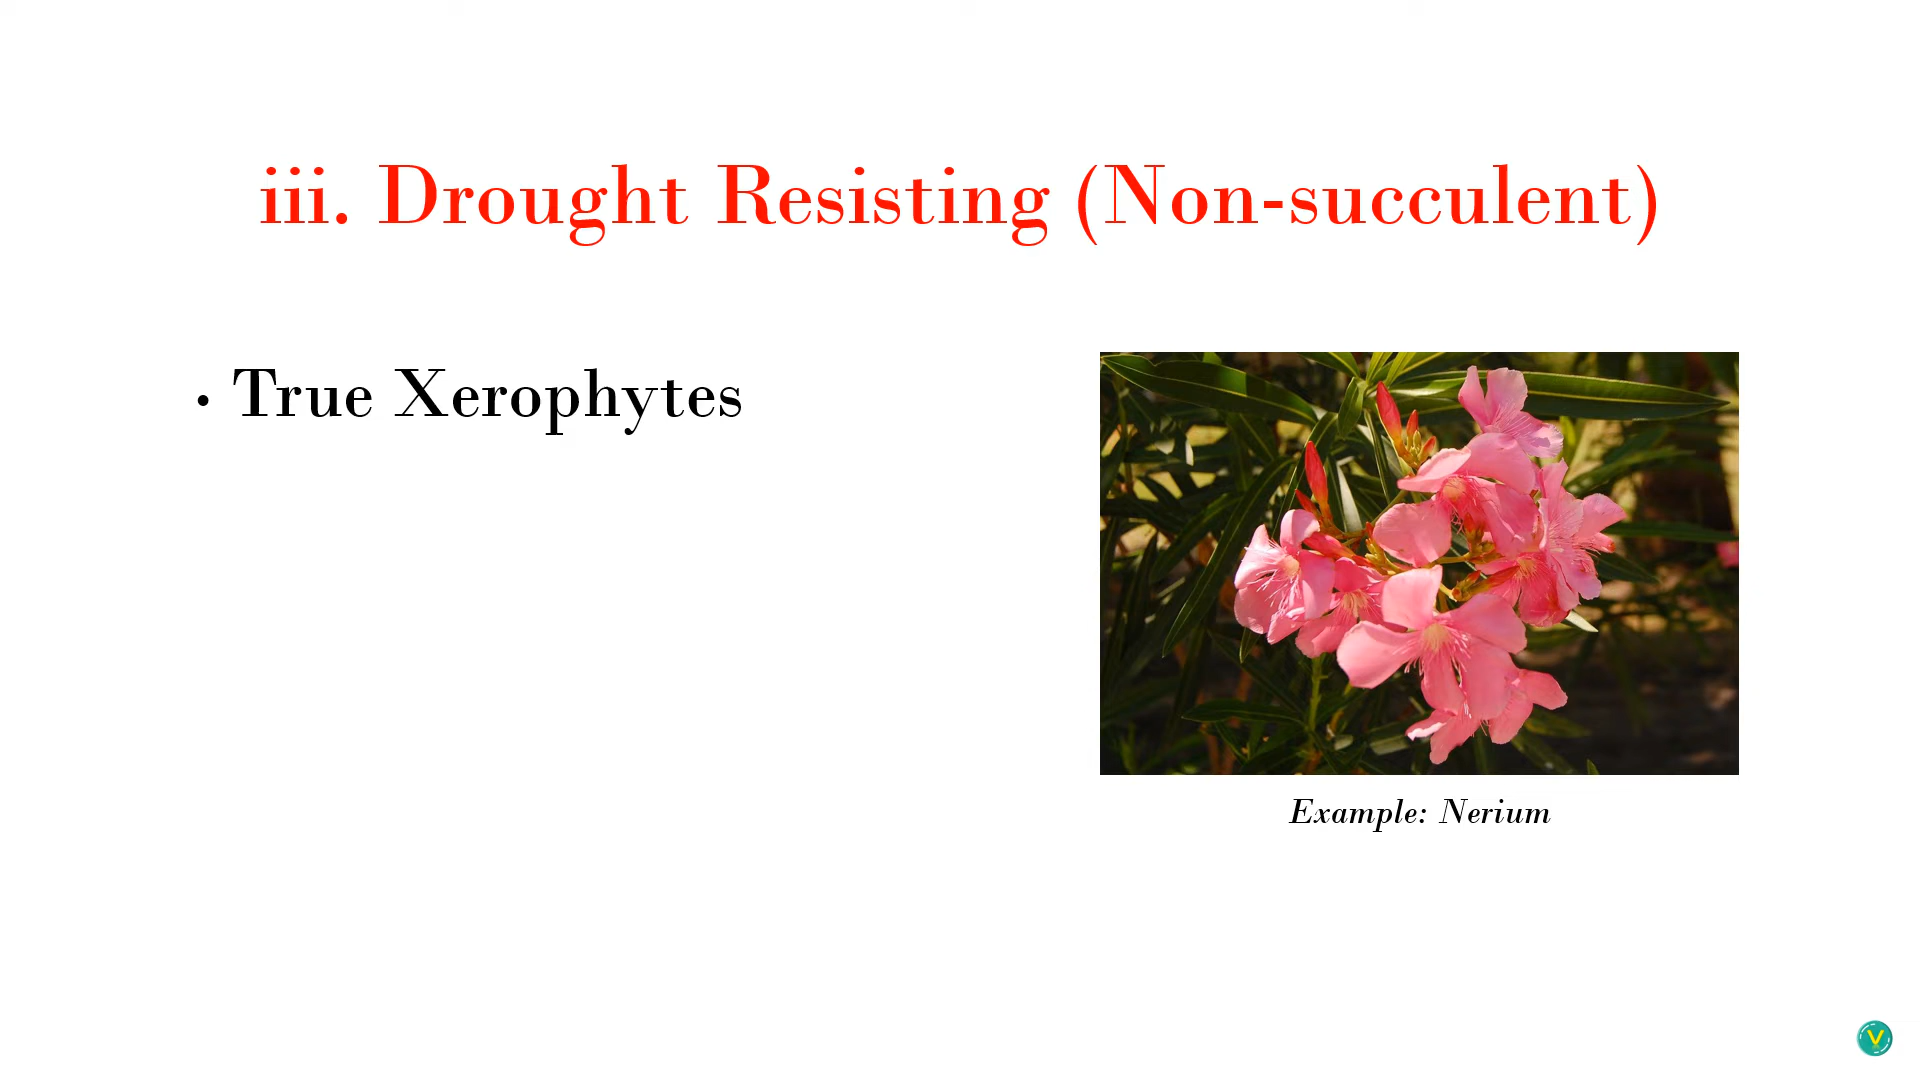 iii. Drought Resisting (Non-succulent)
• True Xerophytes
Example: Nerium
V